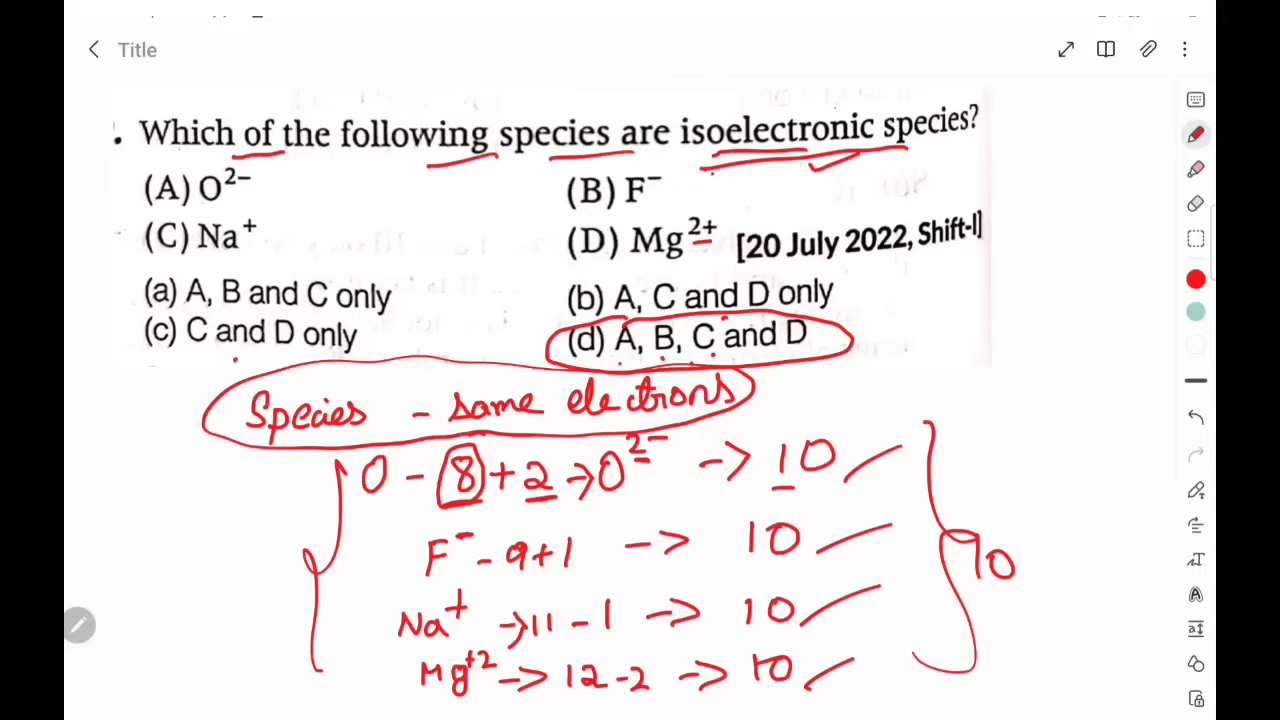 Title
. Which of the following species are isoelectronic species?
(A) O²⁻ (B) F⁻
(C) Na⁺ (D) Mg²⁺ [20 July 2022, Shift-I]
(a) A, B and C only (b) A, C and D only
(c) C and D only (d) A, B, C and D
Species - same electrons
O - 8 + 2 → O²⁻ → 10
F⁻ - 9 + 1 → 10
Na⁺ → 11 - 1 → 10
Mg⁺² → 12 - 2 → 10